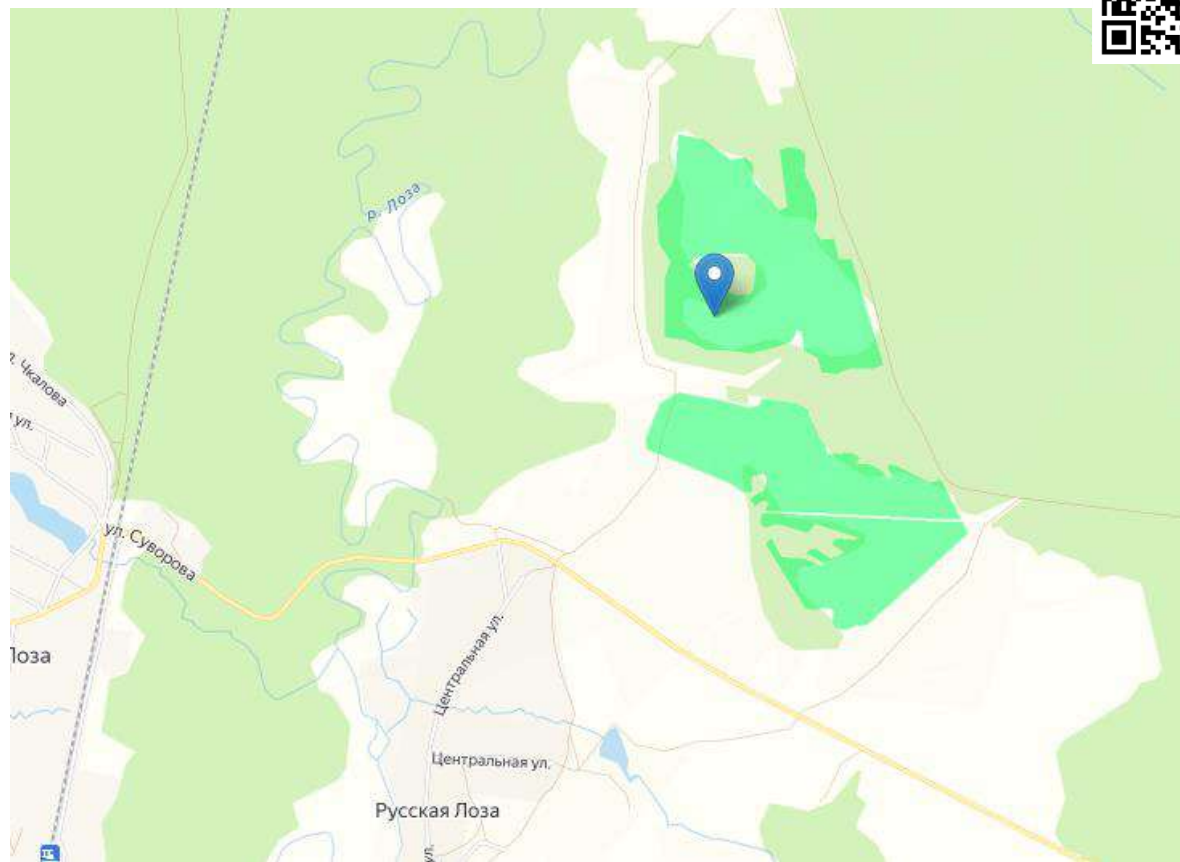 р. Лоза
л. Чкалова
ул.
ул. Суворова
Лоза
Центральная ул.
Центральная ул.
Русская Лоза
ул.